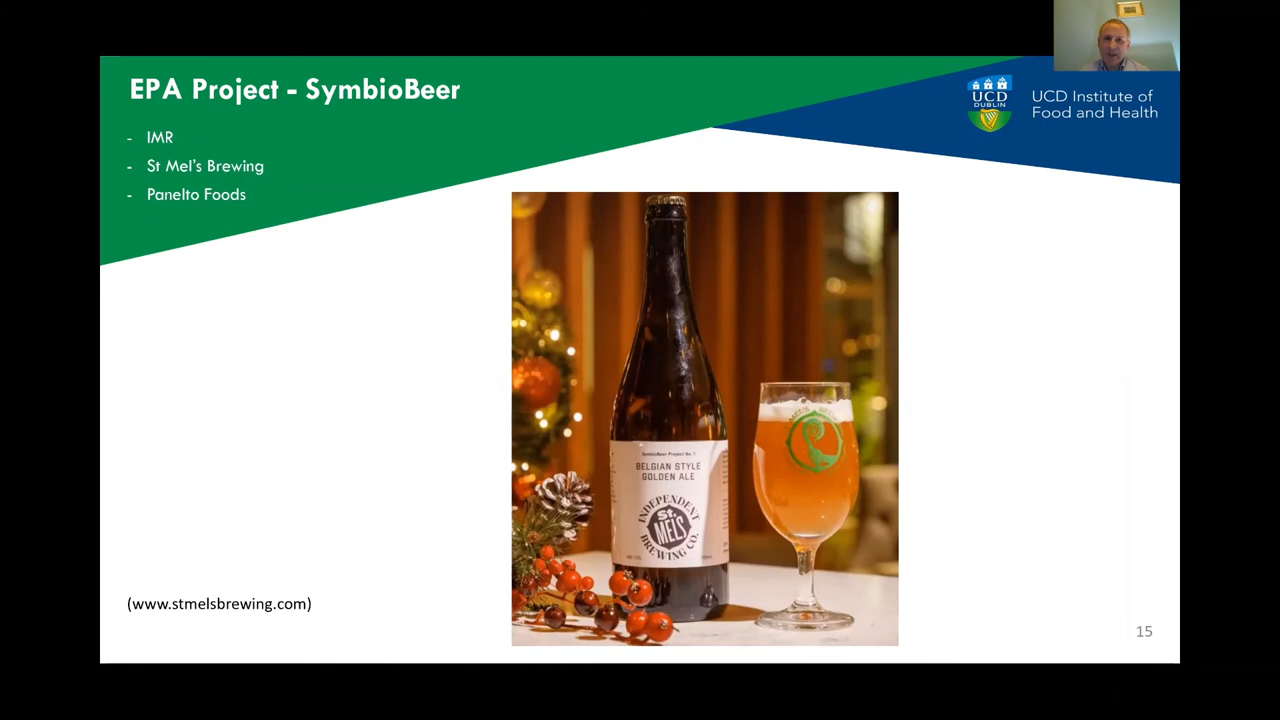 EPA Project - SymbioBeer
- IMR
- St Mel's Brewing
- Panelto Foods
UCD
DUBLIN
UCD Institute of
Food and Health
SymbioBeer Project No. 1
BELGIAN STYLE
GOLDEN ALE
INDEPENDENT
St.
MELS
BREWING CO.
(www.stmelsbrewing.com)
15